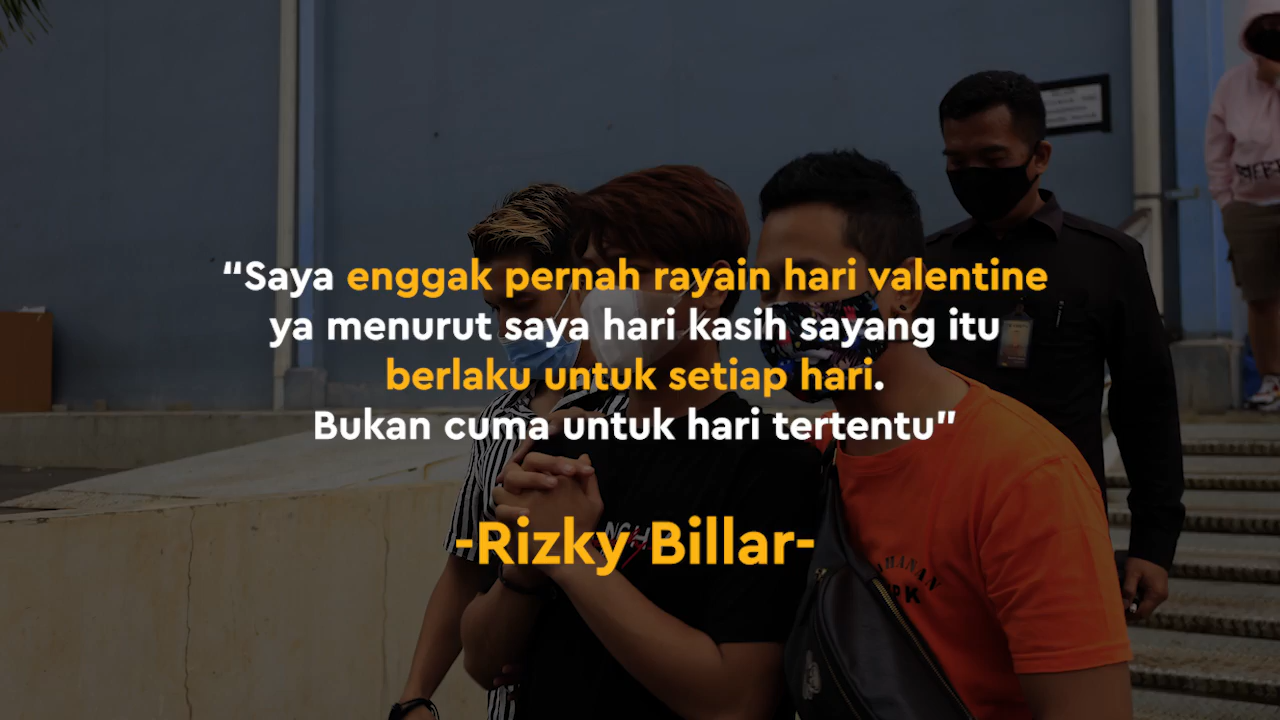 “Saya enggak pernah rayain hari valentine
ya menurut saya hari kasih sayang itu
berlaku untuk setiap hari.
Bukan cuma untuk hari tertentu”
-Rizky Billar-